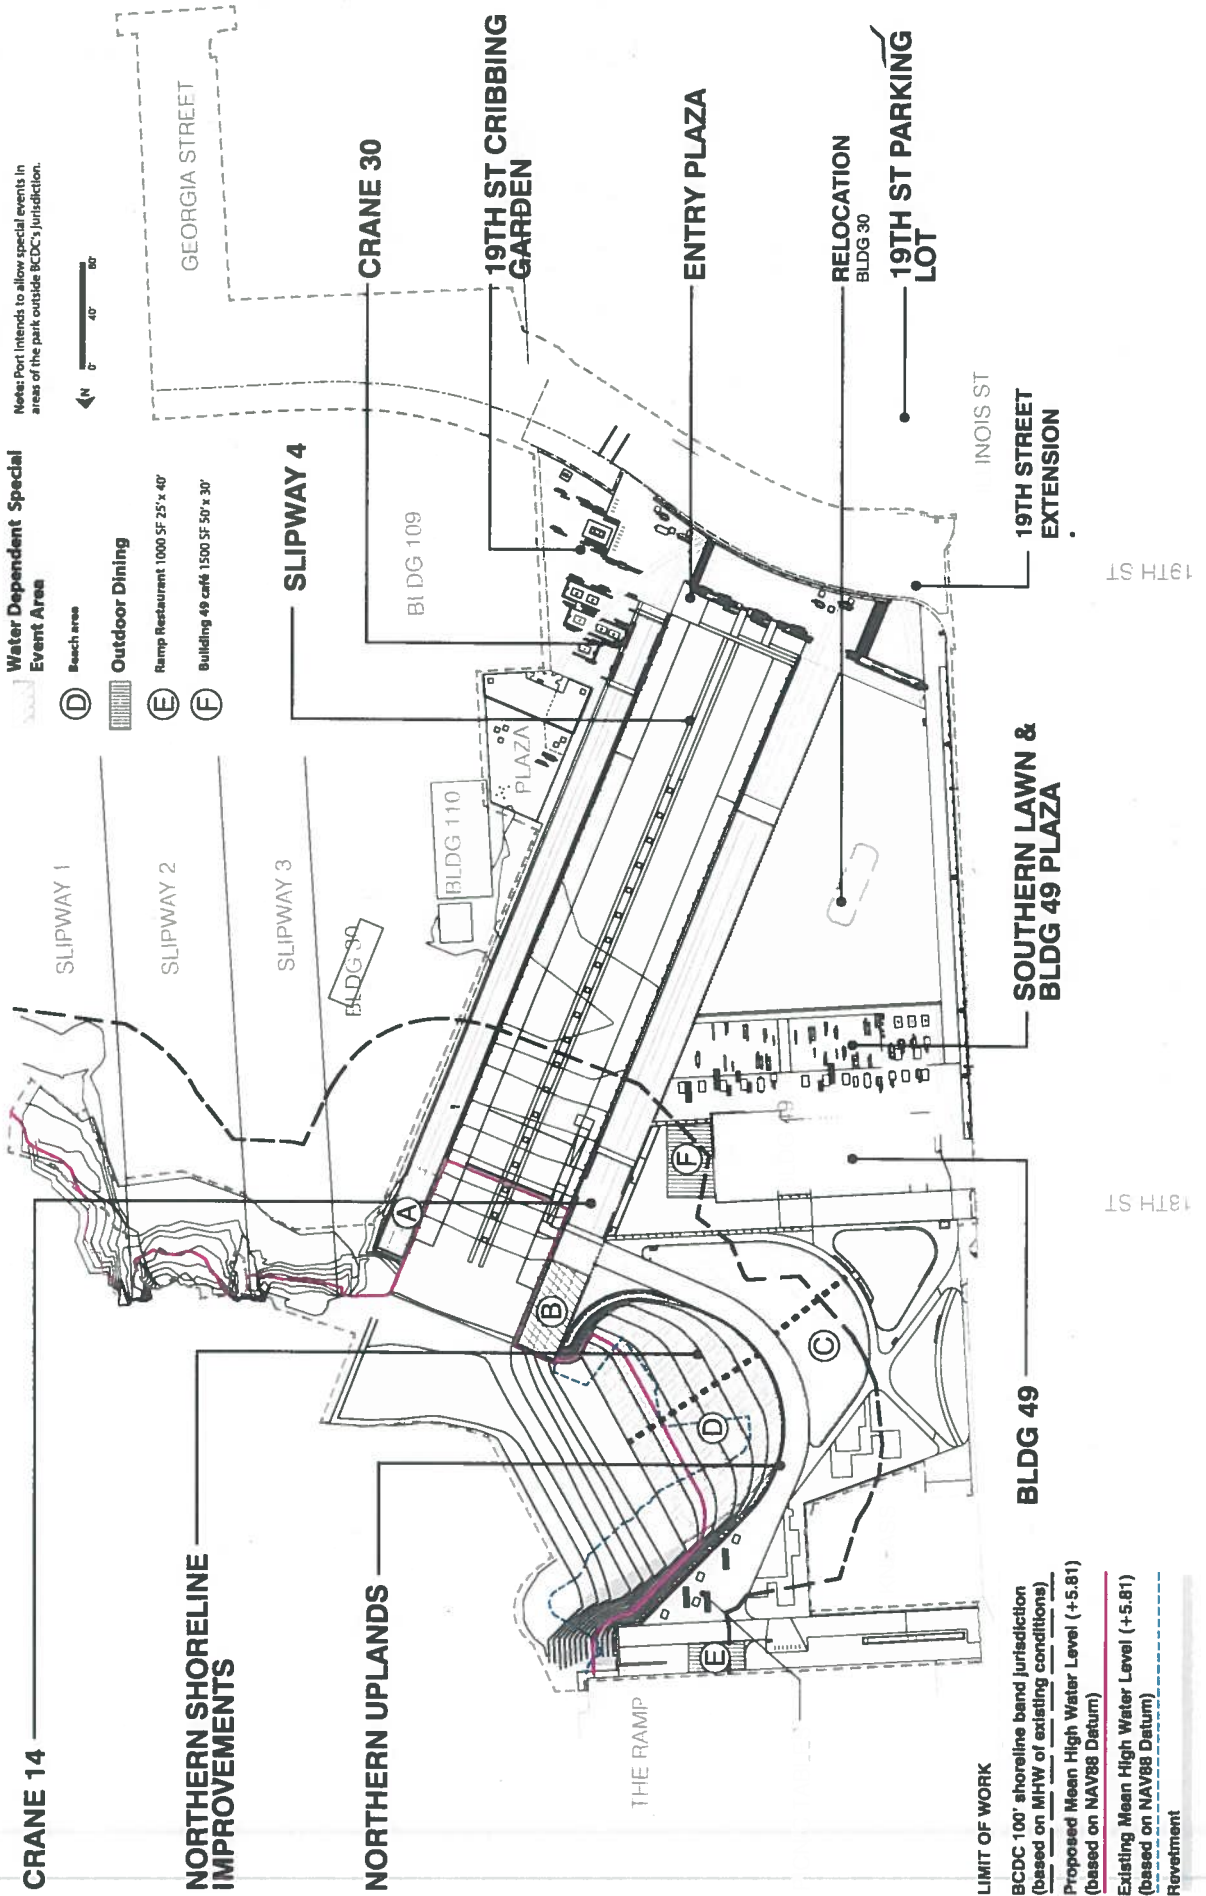 CRANE 14
NORTHERN SHORELINE
IMPROVEMENTS
NORTHERN UPLANDS
SLIPWAY 1
SLIPWAY 2
SLIPWAY 3
Water Dependent Special
Event Area
D
Beach area
Outdoor Dining
E
Ramp Restaurant 1000 SF 25' x 40'
F
Building 49 café 1500 SF 50' x 30'
Note: Port intends to allow special events in
areas of the park outside BCDC's jurisdiction.
N
0'
40'
80'
GEORGIA STREET
SLIPWAY 4
CRANE 30
19TH ST CRIBBING
GARDEN
ENTRY PLAZA
RELOCATION
BLDG 30
19TH ST PARKING
LOT
BLDG 109
PLAZA
BLDG 110
BLDG 30
A
B
C
D
E
F
49
THE RAMP
INOIS ST
19TH STREET
EXTENSION
19TH ST
18TH ST
SOUTHERN LAWN &
BLDG 49 PLAZA
BLDG 49
LIMIT OF WORK
BCDC 100' shoreline band jurisdiction
(based on MHW of existing conditions)
Proposed Mean High Water Level (+5.81)
(based on NAV88 Datum)
Existing Mean High Water Level (+5.81)
(based on NAV88 Datum)
Revetment